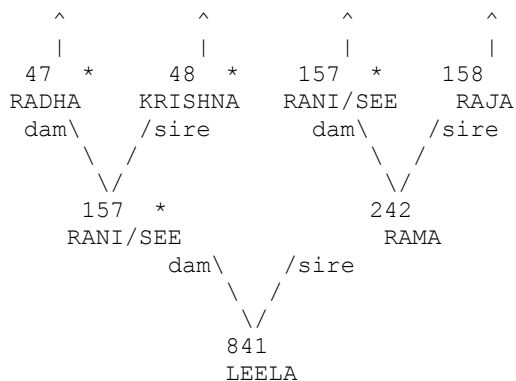 ^ ^ ^ ^
| | | |
47 * 48 * 157 * 158
RADHA KRISHNA RANI/SEE RAJA
dam\ /sire dam\ /sire
\ / \ /
\/ \/
157 * 242
RANI/SEE RAMA
dam\ /sire
\ /
\/
841
LEELA